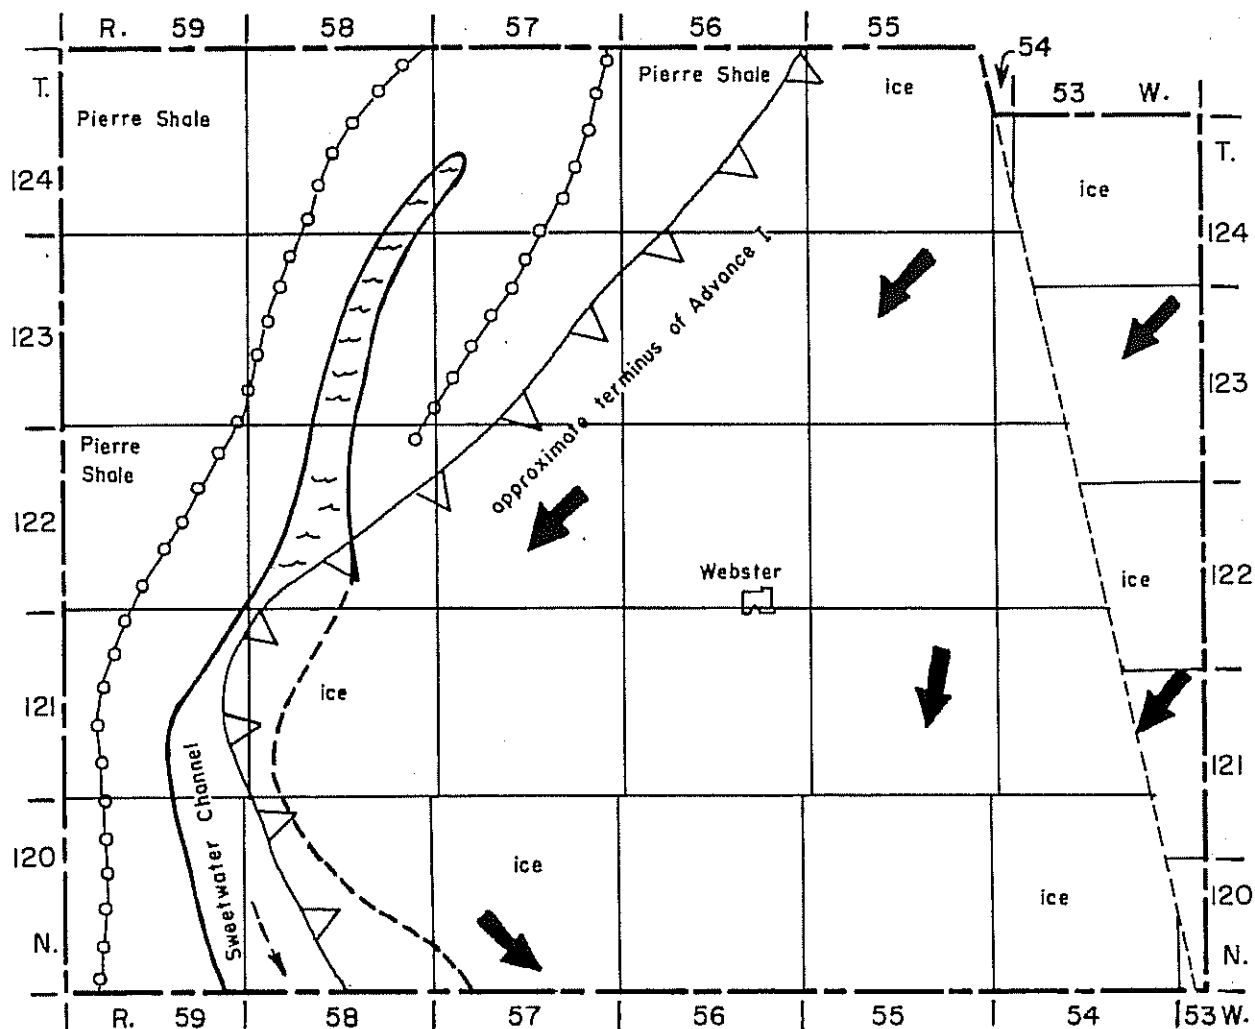 R. 59 58 57 56 55
54
53 W.
T.
Pierre Shale
Pierre Shale
ice
T.
124
ice
124
approximate terminus of Advance I
123
123
Pierre
Shale
122
Webster
ice
122
121
ice
121
Sweetwater Channel
120
ice
ice
120
N.
N.
R. 59 58 57 56 55 54 53 W.